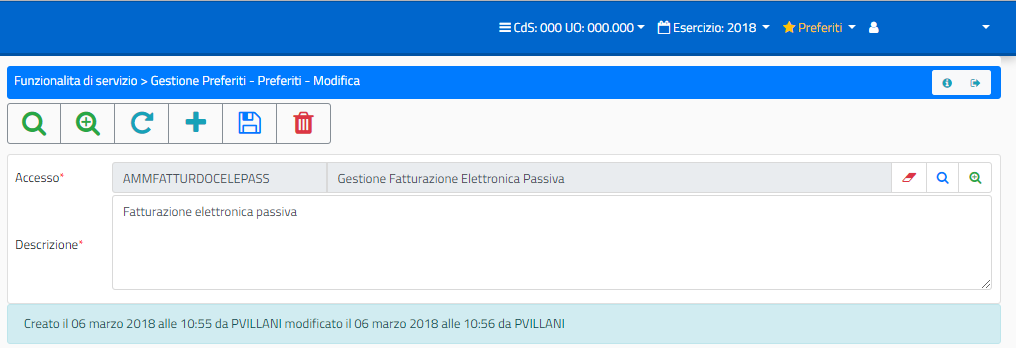 CdS: 000 UO: 000.000 Esercizio: 2018 Preferiti
Funzionalita di servizio > Gestione Preferiti - Preferiti - Modifica
Accesso* AMMFATTURDOCELEPASS Gestione Fatturazione Elettronica Passiva
Fatturazione elettronica passiva
Descrizione*
Creato il 06 marzo 2018 alle 10:55 da PVILLANI modificato il 06 marzo 2018 alle 10:56 da PVILLANI